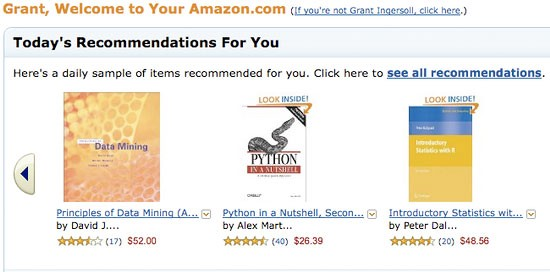 Grant, Welcome to Your Amazon.com (If you're not Grant Ingersoll, click here.)
Today's Recommendations For You
Here's a daily sample of items recommended for you. Click here to see all recommendations.
LOOK INSIDE!
LOOK INSIDE!
Data Mining
PYTHON
IN A NUTSHELL
O'REILLY
Introductory
Statistics with R
Principles of Data Mining (A...
by David J....
(17) $52.00
Python in a Nutshell, Secon...
by Alex Mart...
(40) $26.39
Introductory Statistics wit...
by Peter Dal...
(20) $48.56